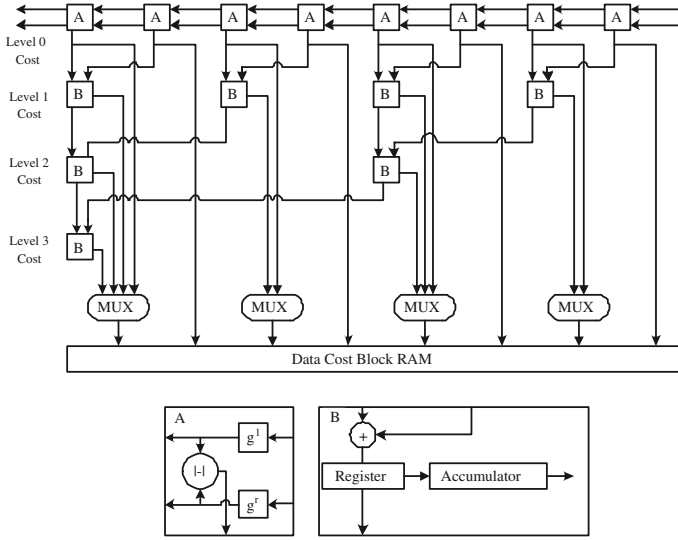 A A A A A A A A
Level 0
Cost
B B B B
Level 1
Cost
B B
Level 2
Cost
B
Level 3
Cost
MUX MUX MUX MUX
Data Cost Block RAM
A
g^l
|-|
g^r
B
+
Register Accumulator